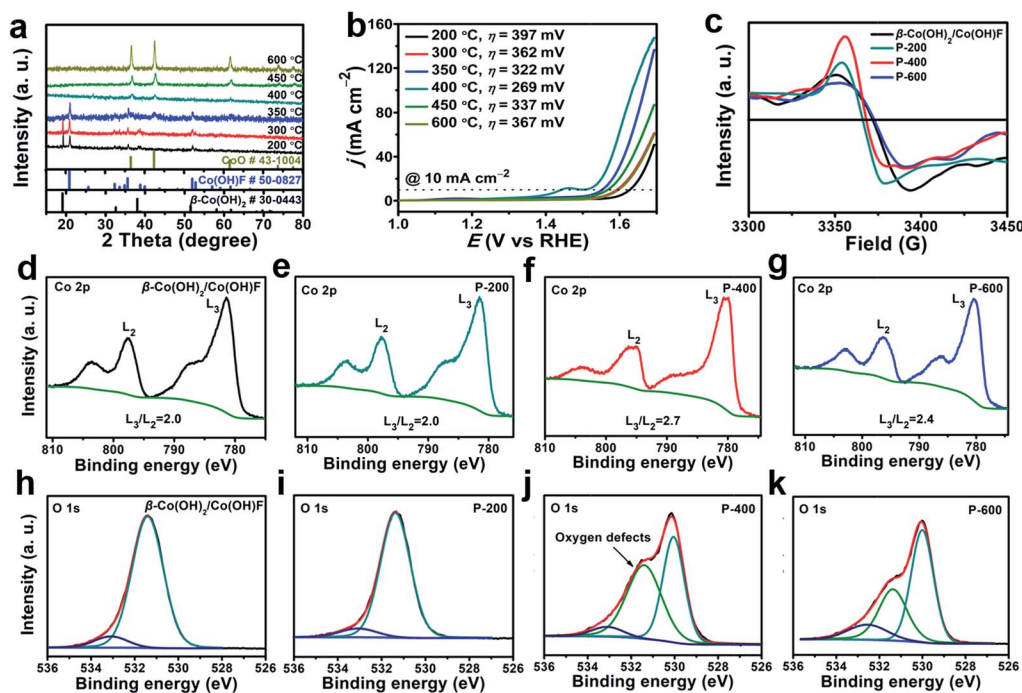 a
Intensity (a. u.)
600 °C
450 °C
400 °C
350 °C
300 °C
200 °C
CoO # 43-1004
Co(OH)F # 50-0827
β-Co(OH)2 # 30-0443
20 30 40 50 60 70 80
2 Theta (degree)
b
j (mA cm−2)
160
120
80
40
0
200 °C, η = 397 mV
300 °C, η = 362 mV
350 °C, η = 322 mV
400 °C, η = 269 mV
450 °C, η = 337 mV
600 °C, η = 367 mV
@ 10 mA cm−2
1.0 1.2 1.4 1.6
E (V vs RHE)
c
Intensity (a. u.)
β-Co(OH)2/Co(OH)F
P-200
P-400
P-600
3300 3350 3400 3450
Field (G)
d
Intensity (a. u.)
Co 2p
β-Co(OH)2/Co(OH)F
L3
L2
L3/L2=2.0
810 800 790 780
Binding energy (eV)
e
Co 2p
P-200
L3
L2
L3/L2=2.0
810 800 790 780
Binding energy (eV)
f
Co 2p
P-400
L3
L2
L3/L2=2.7
810 800 790 780
Binding energy (eV)
g
Co 2p
P-600
L3
L2
L3/L2=2.4
810 800 790 780
Binding energy (eV)
h
Intensity (a. u.)
O 1s
β-Co(OH)2/Co(OH)F
536 534 532 530 528 526
Binding energy (eV)
i
O 1s
P-200
536 534 532 530 528 526
Binding energy (eV)
j
O 1s
P-400
Oxygen defects
536 534 532 530 528 526
Binding energy (eV)
k
O 1s
P-600
536 534 532 530 528 526
Binding energy (eV)